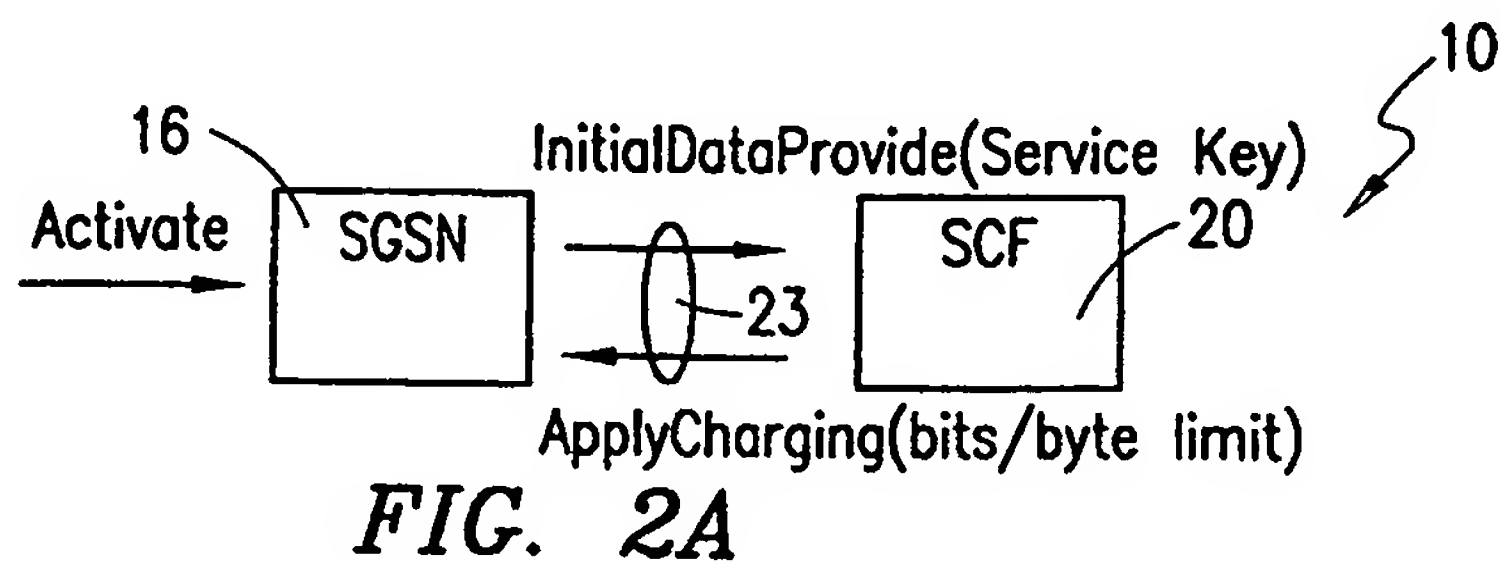 10
16
InitialDataProvide(Service Key)
Activate
SGSN
SCF
20
23
ApplyCharging(bits/byte limit)
FIG. 2A